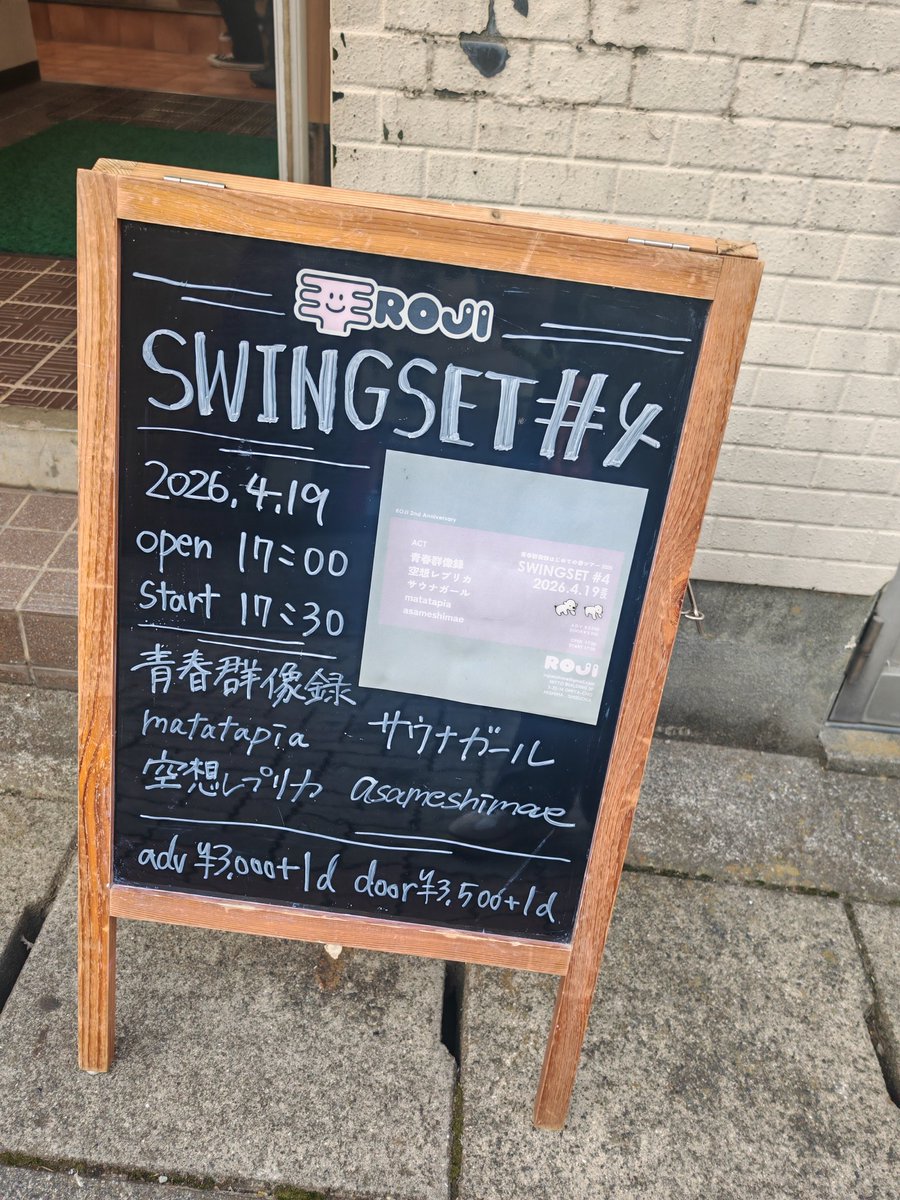 ROJI
SWINGSET #4
2026.4.19
open 17:00
start 17:30
ROJI 2nd Anniversary
ACT
青春群像録
空想レプリカ
サウナガール
matatapia
asameshimae
SWINGSET #4
2026.4.19
ROJI
青春群像録
matatapia サウナガール
空想レプリカ asameshimae
adv ¥3,000+1d door ¥3,500+1d